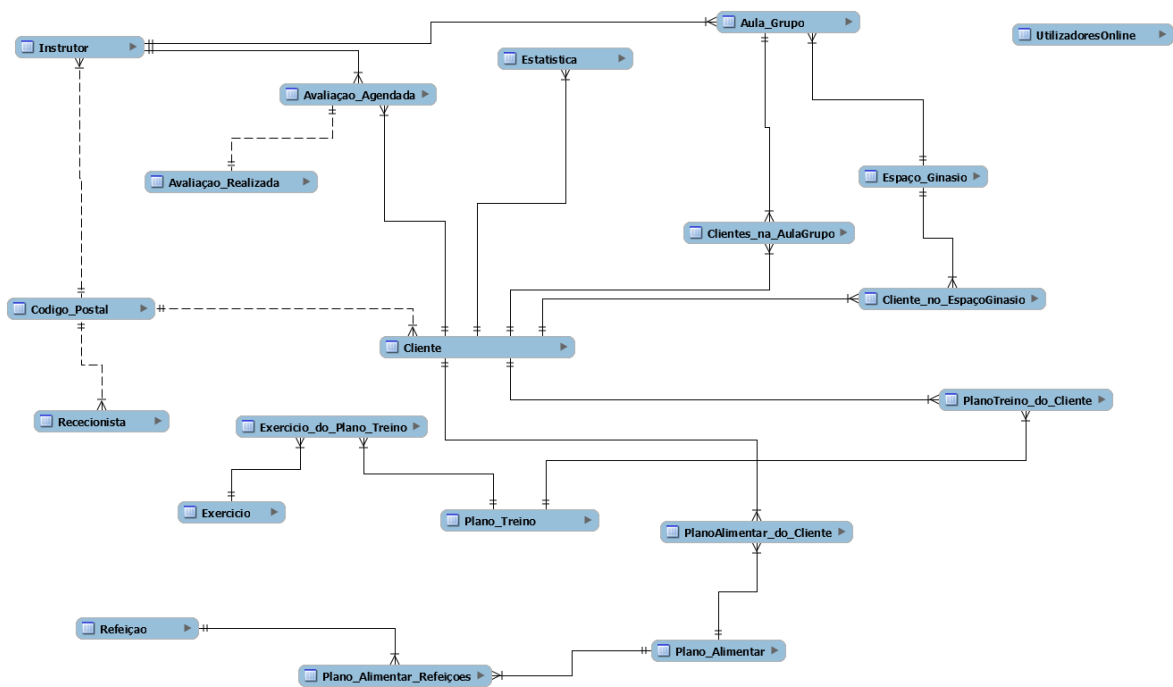 Aula_Grupo
UtilizadoresOnline
Instrutor
Estatistica
Avaliaçao_Agendada
Avaliaçao_Realizada
Espaço_Ginasio
Clientes_na_AulaGrupo
Cliente_no_EspaçoGinasio
Codigo_Postal
Cliente
PlanoTreino_do_Cliente
Rececionista
Exercicio_do_Plano_Treino
Exercicio
Plano_Treino
PlanoAlimentar_do_Cliente
Refeiçao
Plano_Alimentar
Plano_Alimentar_Refeiçoes